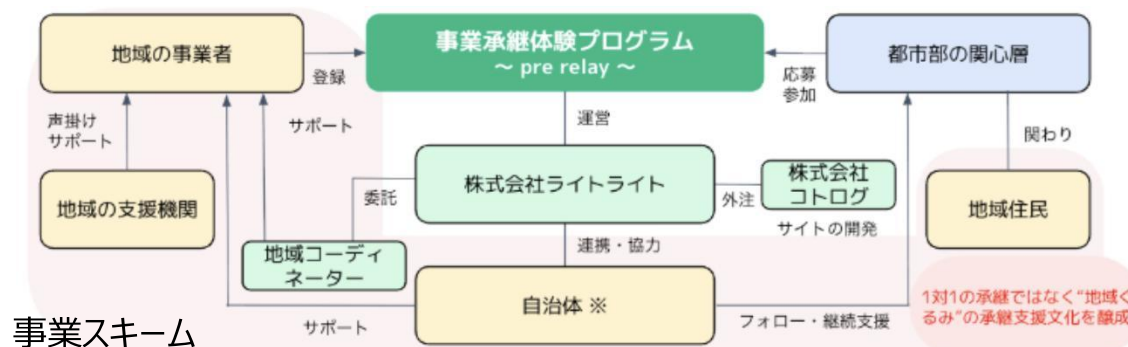 地域の事業者
登録
事業承継体験プログラム
～ pre relay ～
応募
参加
都市部の関心層
声掛け
サポート
サポート
運営
関わり
地域の支援機関
委託
株式会社ライトライト
外注
株式会社
コトログ
サイトの開発
地域住民
地域コーディ
ネーター
連携・協力
自治体 ※
サポート
フォロー・継続支援
1対1の承継ではなく“地域ぐ
るみ”の承継支援文化を醸成
事業スキーム